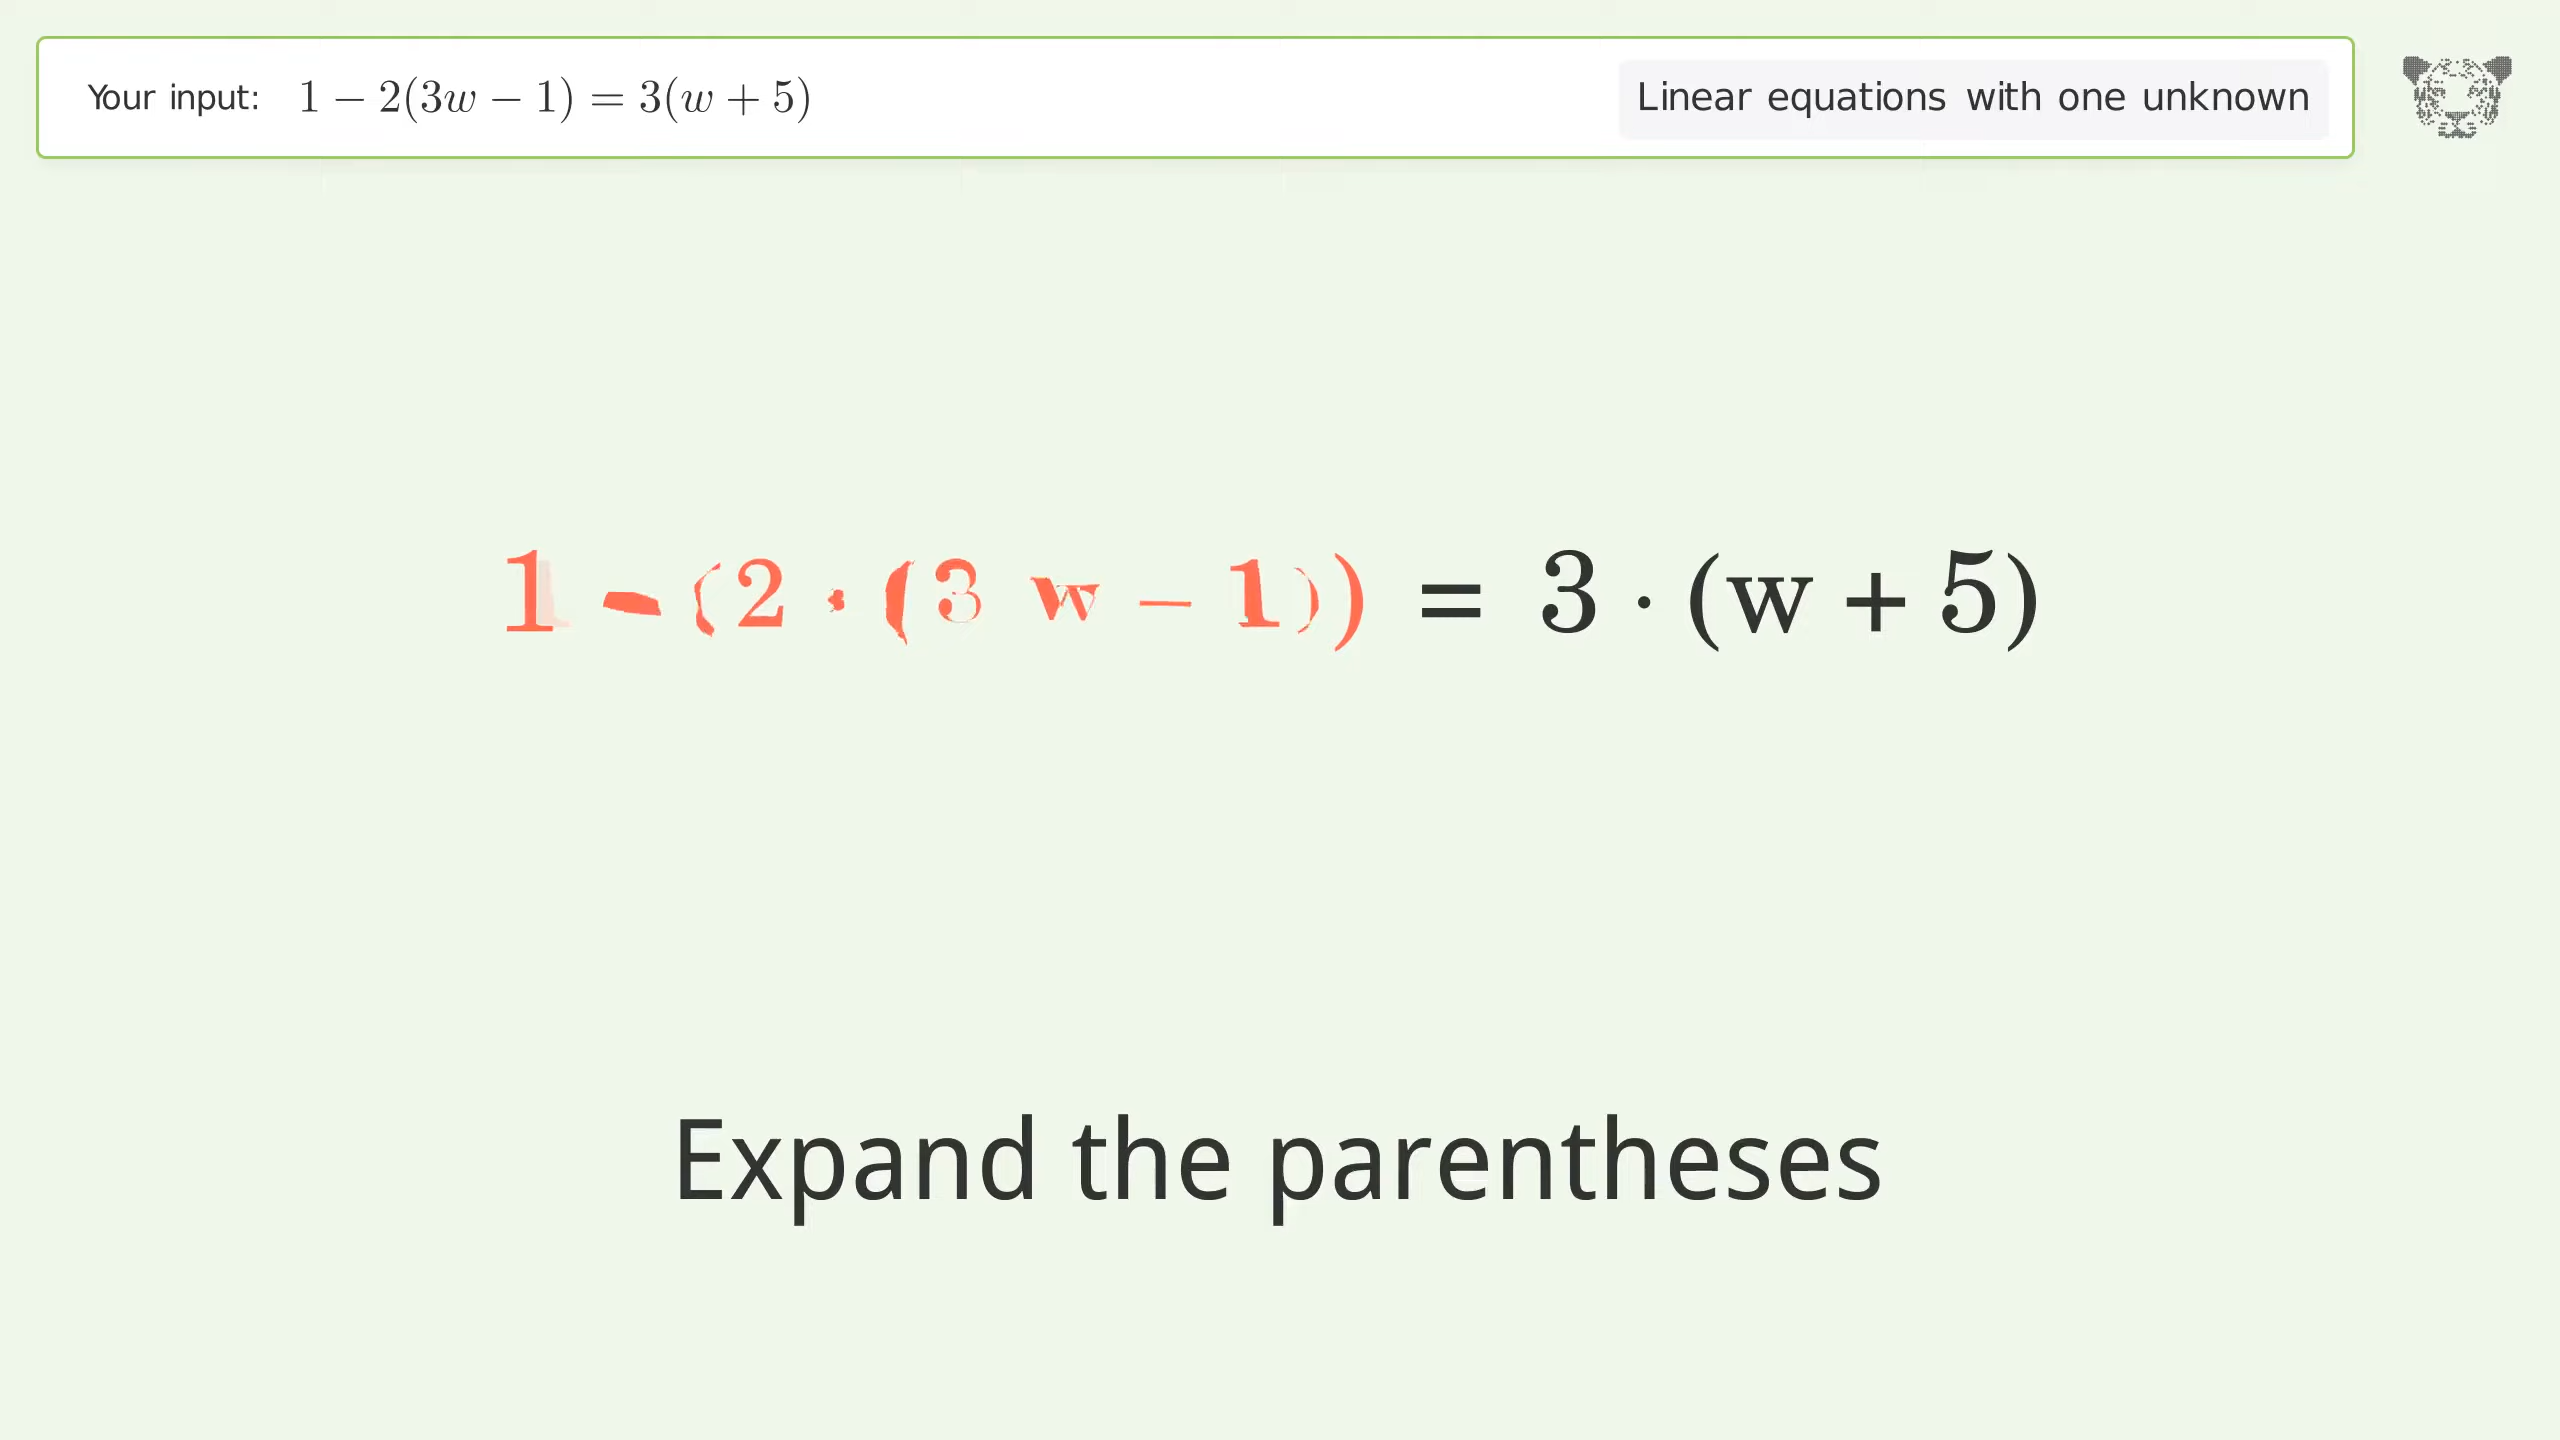 Your input: 1 − 2(3w − 1) = 3(w + 5)
Linear equations with one unknown
1 − (2 · (3 w − 1)) = 3 · (w + 5)
Expand the parentheses